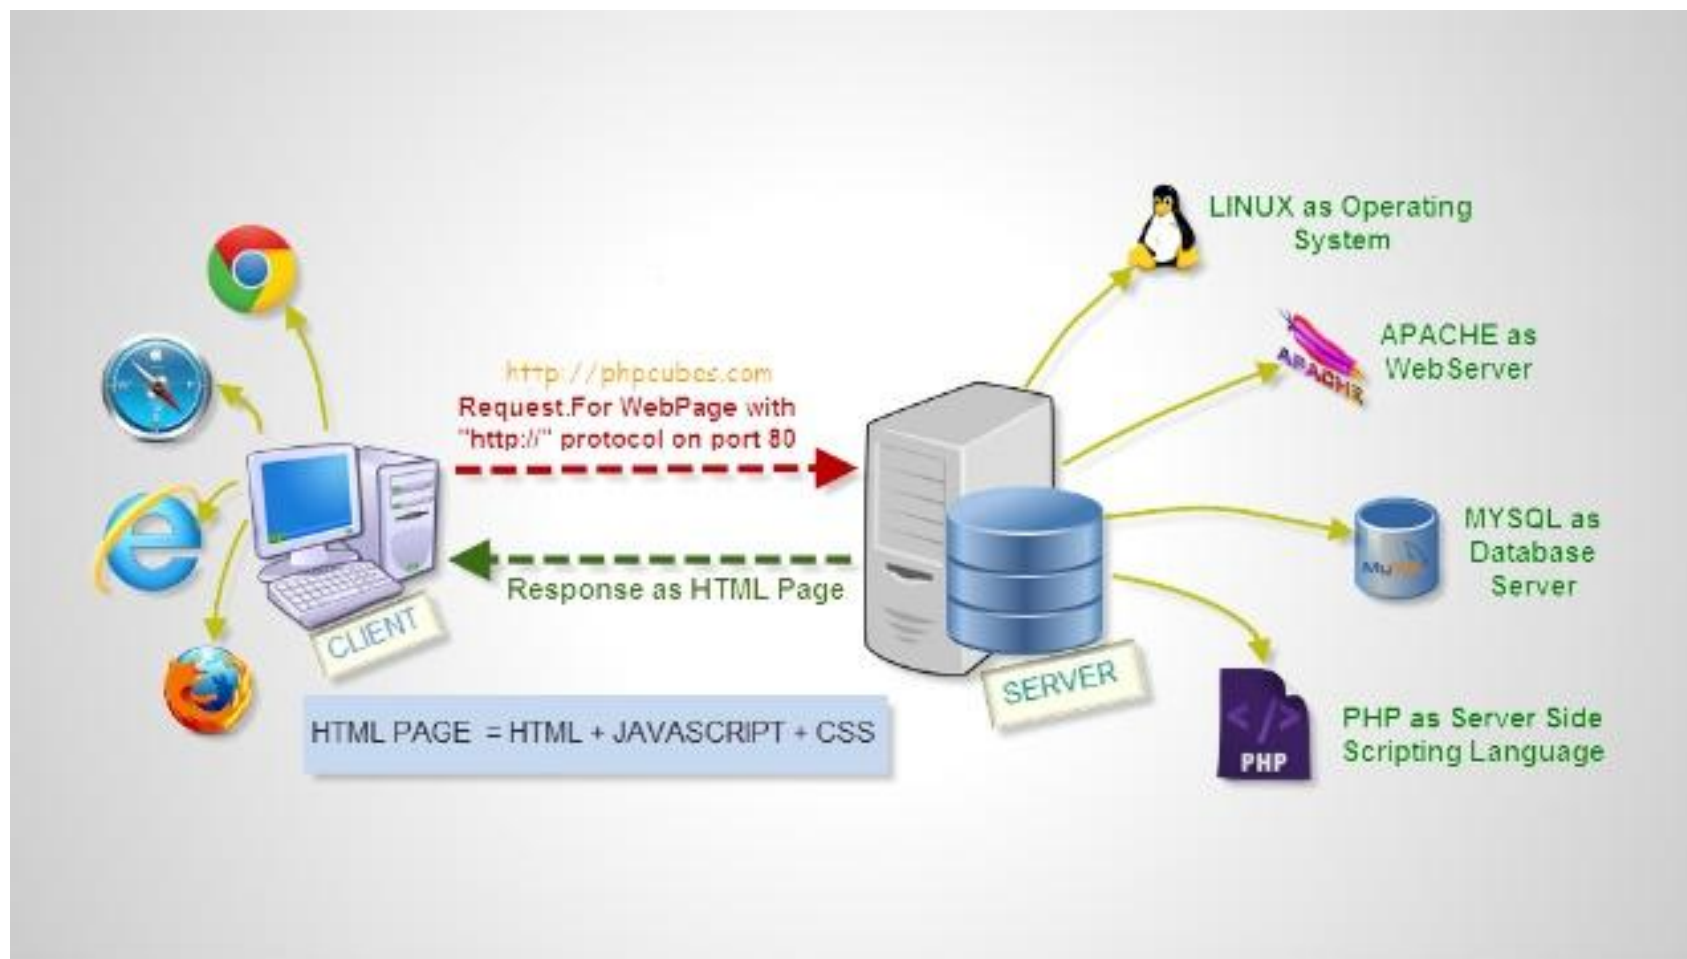 LINUX as Operating
System
APACHE
APACHE as
WebServer
http://phpcubes.com
Request.For WebPage with
"http://" protocol on port 80
Response as HTML Page
CLIENT
SERVER
MYSQL as
Database
Server
HTML PAGE = HTML + JAVASCRIPT + CSS
</>
PHP
PHP as Server Side
Scripting Language